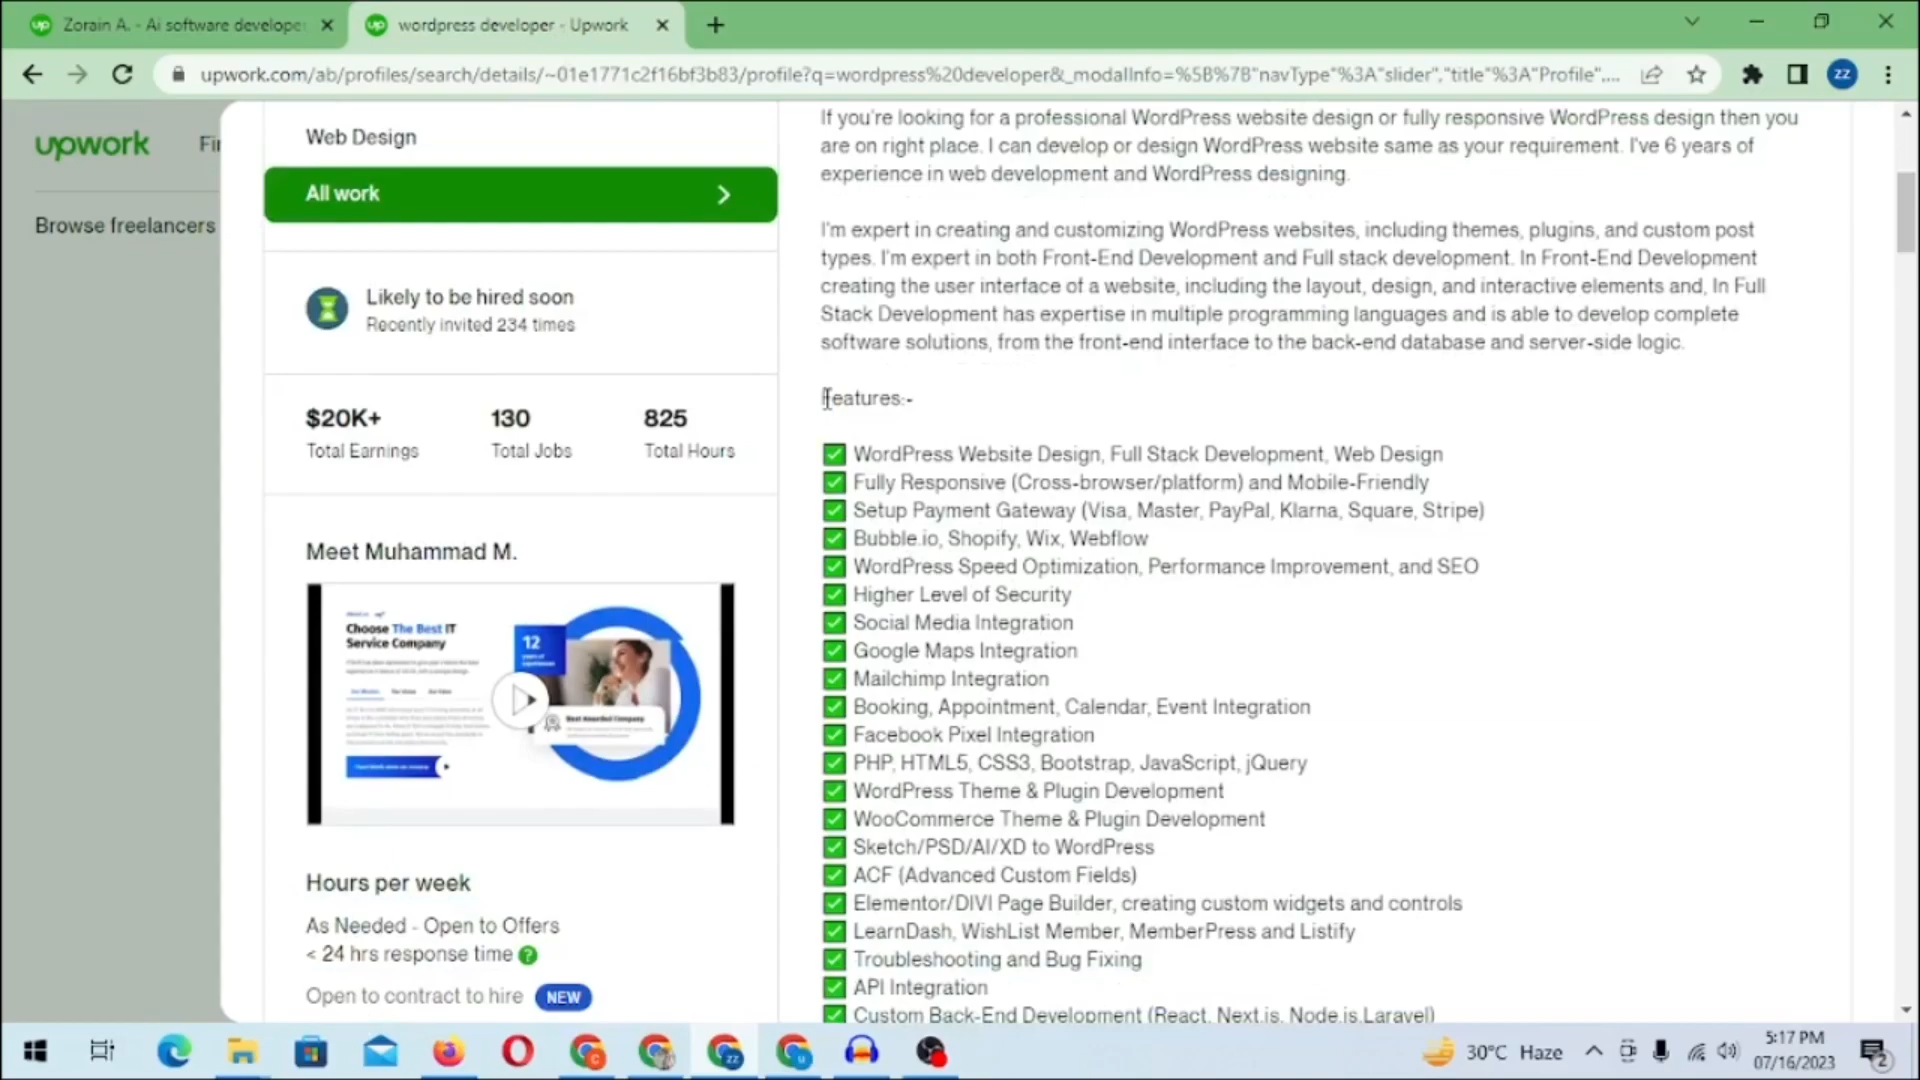 Zorain A. - Ai software develope
wordpress developer - Upwork
upwork.com/ab/profiles/search/details/~01e1771c2f16bf3b83/profile?q=wordpress%20developer&_modalInfo=%5B%7B"navType"%3A"slider","title"%3A"Profile",...
ZZ
upwork
Fi
Browse freelancers
Web Design
All work
Likely to be hired soon
Recently invited 234 times
$20K+ 130 825
Total Earnings Total Jobs Total Hours
Meet Muhammad M.
Choose The Best IT
Service Company
12
Best Awarded Company
Hours per week
As Needed - Open to Offers
< 24 hrs response time ?
Open to contract to hire NEW
If you're looking for a professional WordPress website design or fully responsive WordPress design then you
are on right place. I can develop or design WordPress website same as your requirement. I've 6 years of
experience in web development and WordPress designing.
I'm expert in creating and customizing WordPress websites, including themes, plugins, and custom post
types. I'm expert in both Front-End Development and Full stack development. In Front-End Development
creating the user interface of a website, including the layout, design, and interactive elements and, In Full
Stack Development has expertise in multiple programming languages and is able to develop complete
software solutions, from the front-end interface to the back-end database and server-side logic.
Features:-
✅ WordPress Website Design, Full Stack Development, Web Design
✅ Fully Responsive (Cross-browser/platform) and Mobile-Friendly
✅ Setup Payment Gateway (Visa, Master, PayPal, Klarna, Square, Stripe)
✅ Bubble.io, Shopify, Wix, Webflow
✅ WordPress Speed Optimization, Performance Improvement, and SEO
✅ Higher Level of Security
✅ Social Media Integration
✅ Google Maps Integration
✅ Mailchimp Integration
✅ Booking, Appointment, Calendar, Event Integration
✅ Facebook Pixel Integration
✅ PHP, HTML5, CSS3, Bootstrap, JavaScript, jQuery
✅ WordPress Theme & Plugin Development
✅ WooCommerce Theme & Plugin Development
✅ Sketch/PSD/AI/XD to WordPress
✅ ACF (Advanced Custom Fields)
✅ Elementor/DIVI Page Builder, creating custom widgets and controls
✅ LearnDash, WishList Member, MemberPress and Listify
✅ Troubleshooting and Bug Fixing
✅ API Integration
✅ Custom Back-End Development (React, Next.js, Node.js,Laravel)
30°C Haze
5:17 PM
07/16/2023
2